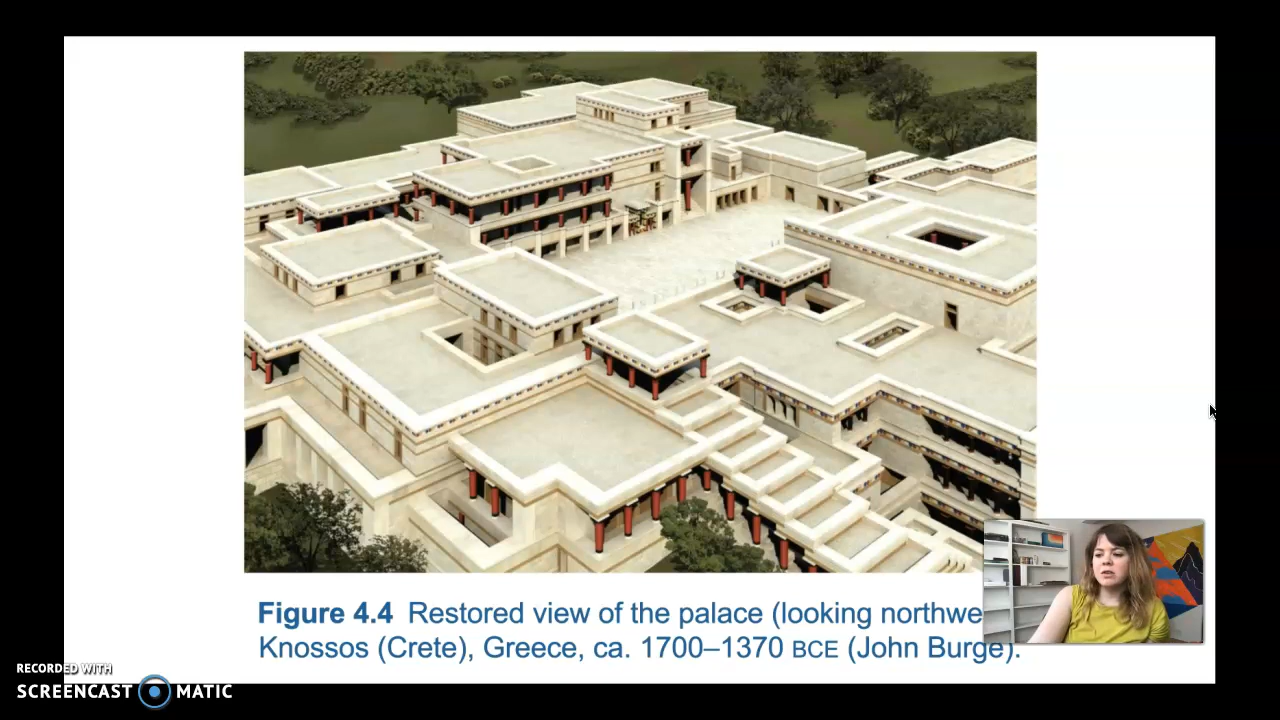 Figure 4.4 Restored view of the palace (looking
Knossos (Crete), Greece, ca. 1700–1370 BCE (John Burge).
RECORDED WITH
SCREENCAST MATIC